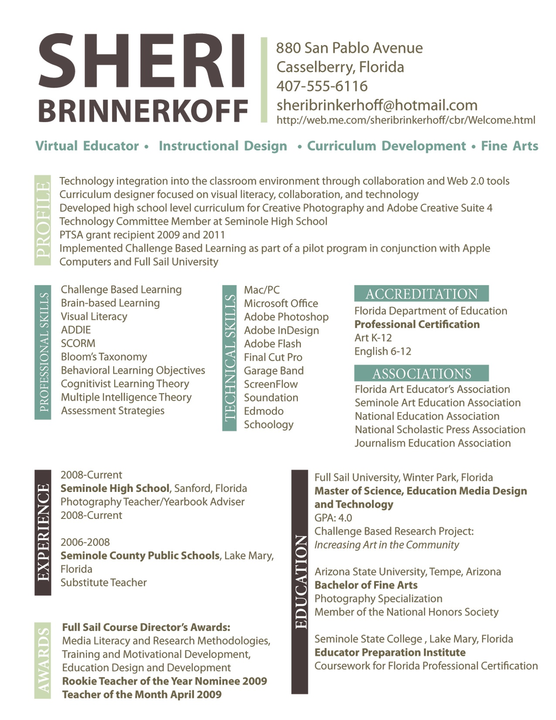 SHERI
BRINNERKOFF
880 San Pablo Avenue
Casselberry, Florida
407-555-6116
sheribrinkerhoff@hotmail.com
http://web.me.com/sheribrinkerhoff/cbr/Welcome.html
Virtual Educator • Instructional Design • Curriculum Development • Fine Arts
PROFILE
Technology integration into the classroom environment through collaboration and Web 2.0 tools
Curriculum designer focused on visual literacy, collaboration, and technology
Developed high school level curriculum for Creative Photography and Adobe Creative Suite 4
Technology Committee Member at Seminole High School
PTSA grant recipient 2009 and 2011
Implemented Challenge Based Learning as part of a pilot program in conjunction with Apple
Computers and Full Sail University
PROFESSIONAL SKILLS
Challenge Based Learning
Brain-based Learning
Visual Literacy
ADDIE
SCORM
Bloom's Taxonomy
Behavioral Learning Objectives
Cognitivist Learning Theory
Multiple Intelligence Theory
Assessment Strategies
TECHNICAL SKILLS
Mac/PC
Microsoft Office
Adobe Photoshop
Adobe InDesign
Adobe Flash
Final Cut Pro
Garage Band
ScreenFlow
Soundation
Edmodo
Schoology
ACCREDITATION
Florida Department of Education
Professional Certification
Art K-12
English 6-12
ASSOCIATIONS
Florida Art Educator's Association
Seminole Art Education Association
National Education Association
National Scholastic Press Association
Journalism Education Association
EXPERIENCE
2008-Current
Seminole High School, Sanford, Florida
Photography Teacher/Yearbook Adviser
2008-Current
2006-2008
Seminole County Public Schools, Lake Mary,
Florida
Substitute Teacher
AWARDS
Full Sail Course Director's Awards:
Media Literacy and Research Methodologies,
Training and Motivational Development,
Education Design and Development
Rookie Teacher of the Year Nominee 2009
Teacher of the Month April 2009
EDUCATION
Full Sail University, Winter Park, Florida
Master of Science, Education Media Design
and Technology
GPA: 4.0
Challenge Based Research Project:
Increasing Art in the Community
Arizona State University, Tempe, Arizona
Bachelor of Fine Arts
Photography Specialization
Member of the National Honors Society
Seminole State College , Lake Mary, Florida
Educator Preparation Institute
Coursework for Florida Professional Certification